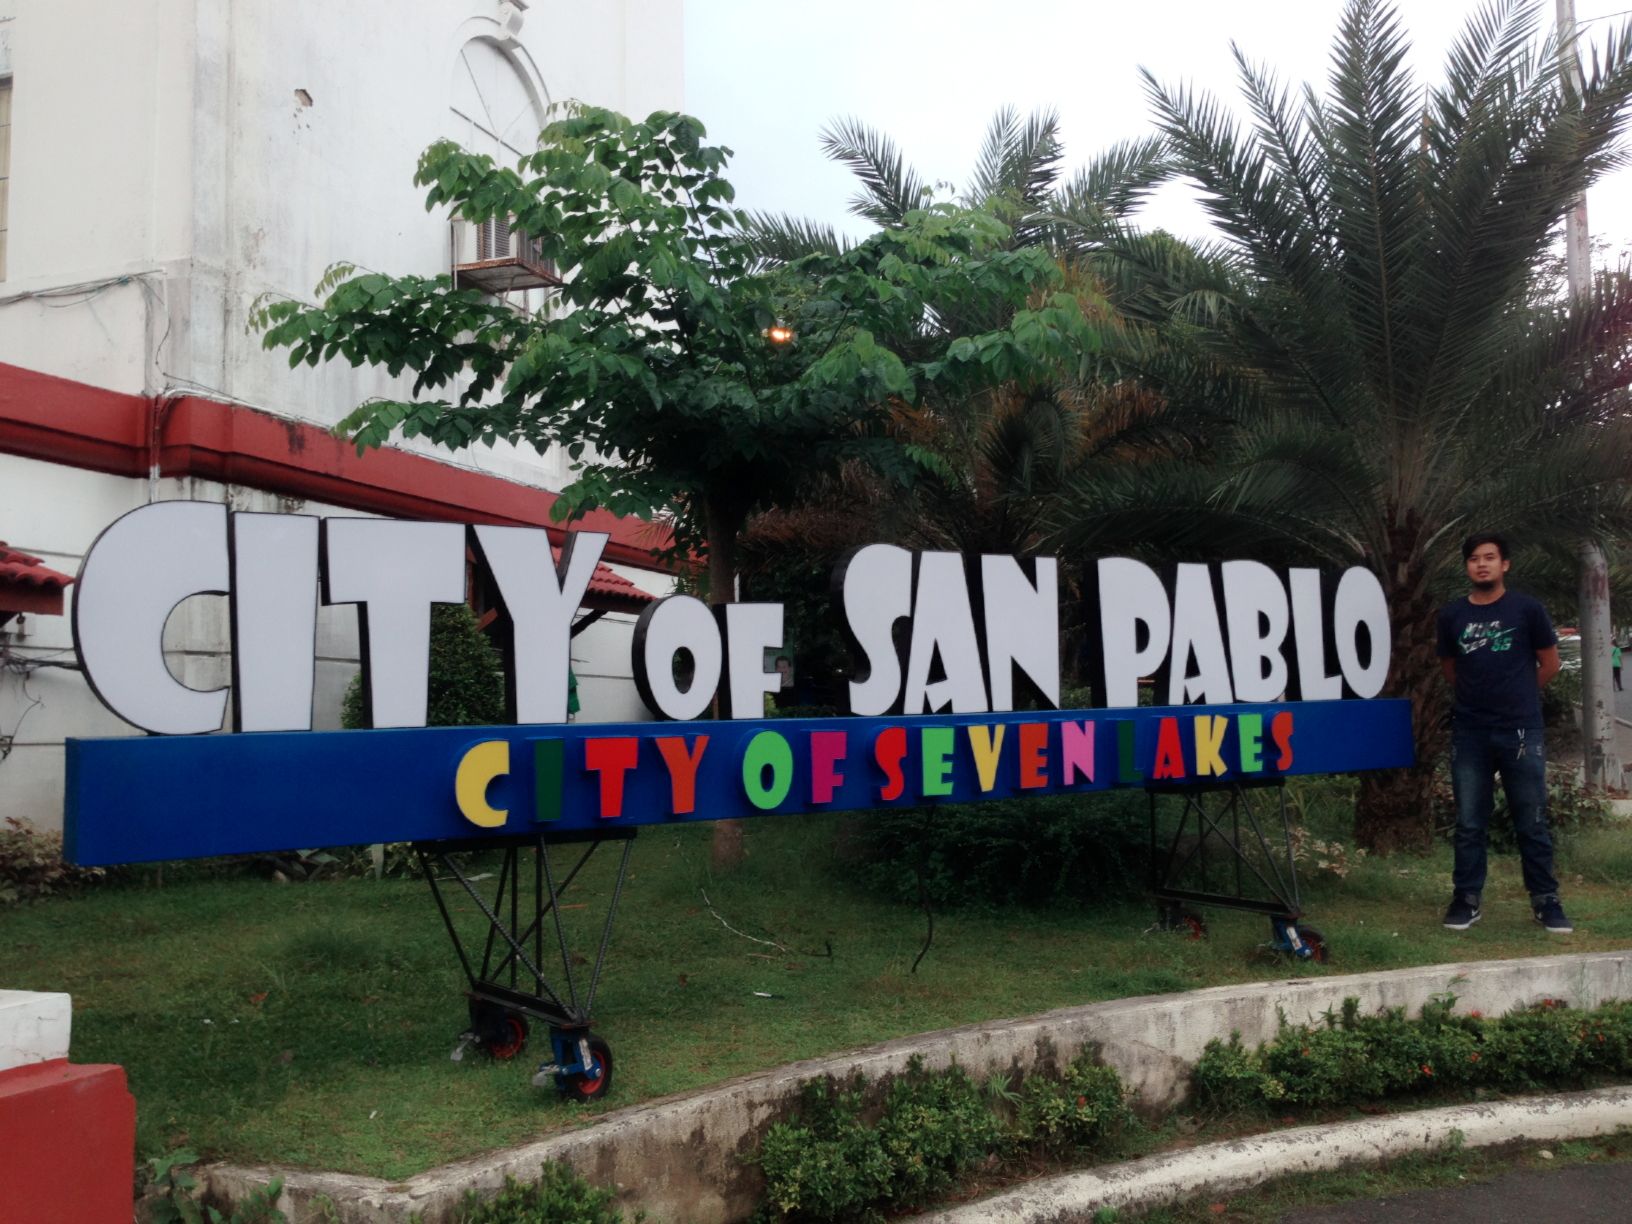 CITY OF SAN PABLO
CITY OF SEVEN LAKES